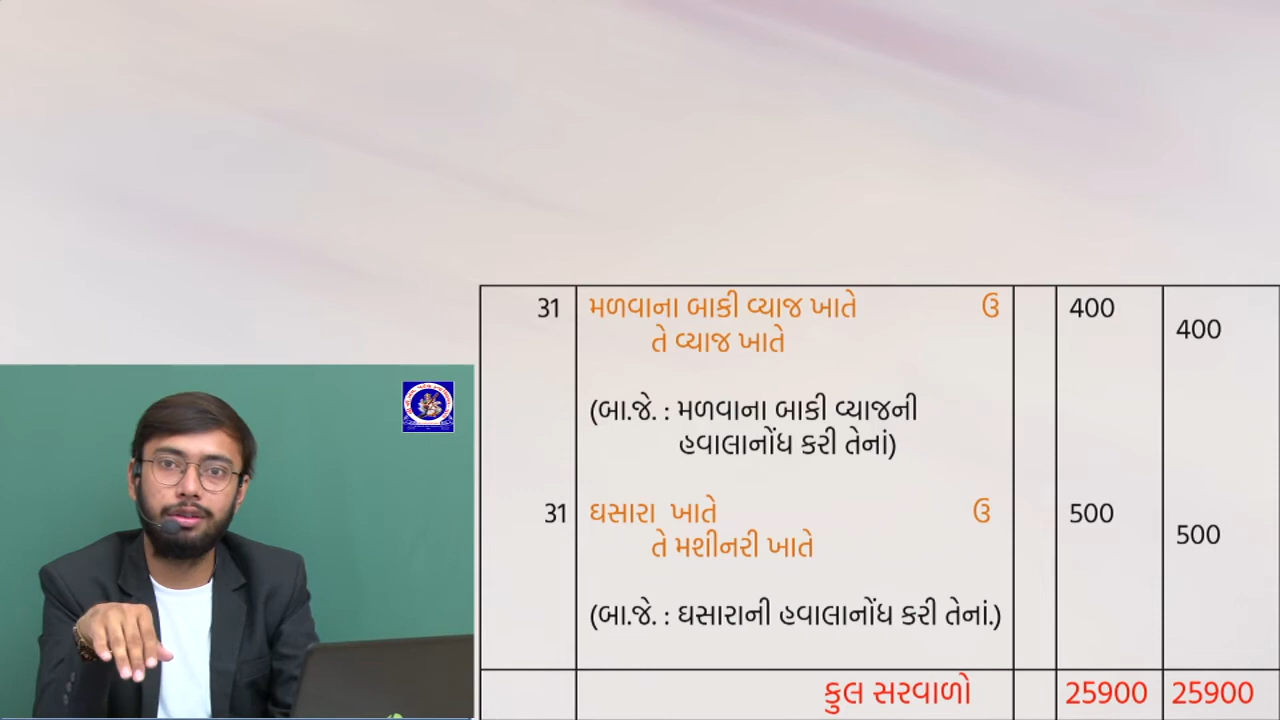 31 મળવાના બાકી વ્યાજ ખાતે ઉ 400
તે વ્યાજ ખાતે 400
(બા.જે. : મળવાના બાકી વ્યાજની
હવાલાનોંધ કરી તેનાં)
31 ઘસારા ખાતે ઉ 500
તે મશીનરી ખાતે 500
(બા.જે. : ઘસારાની હવાલાનોંધ કરી તેનાં.)
કુલ સરવાળો 25900 25900